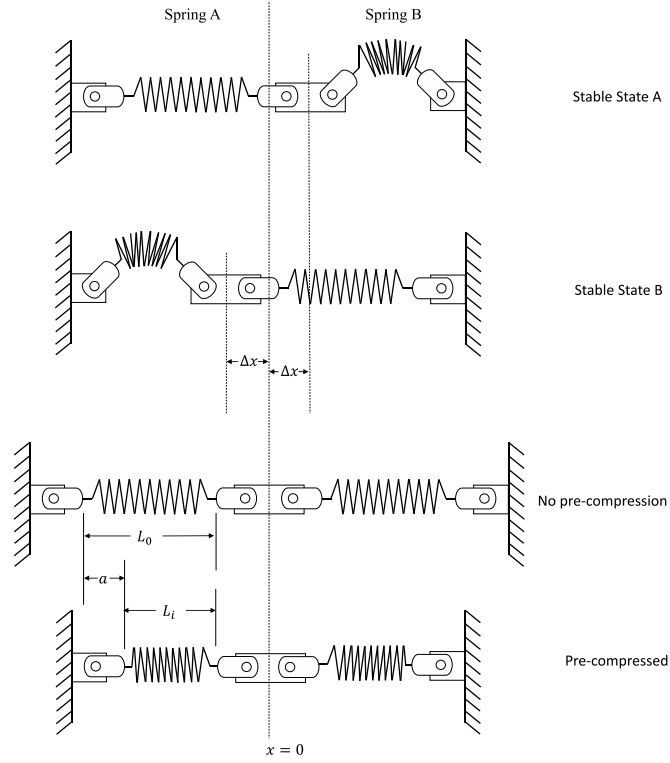 Spring A
Spring B
Stable State A
Stable State B
Δx
Δx
No pre-compression
L₀
a
Lᵢ
Pre-compressed
x = 0